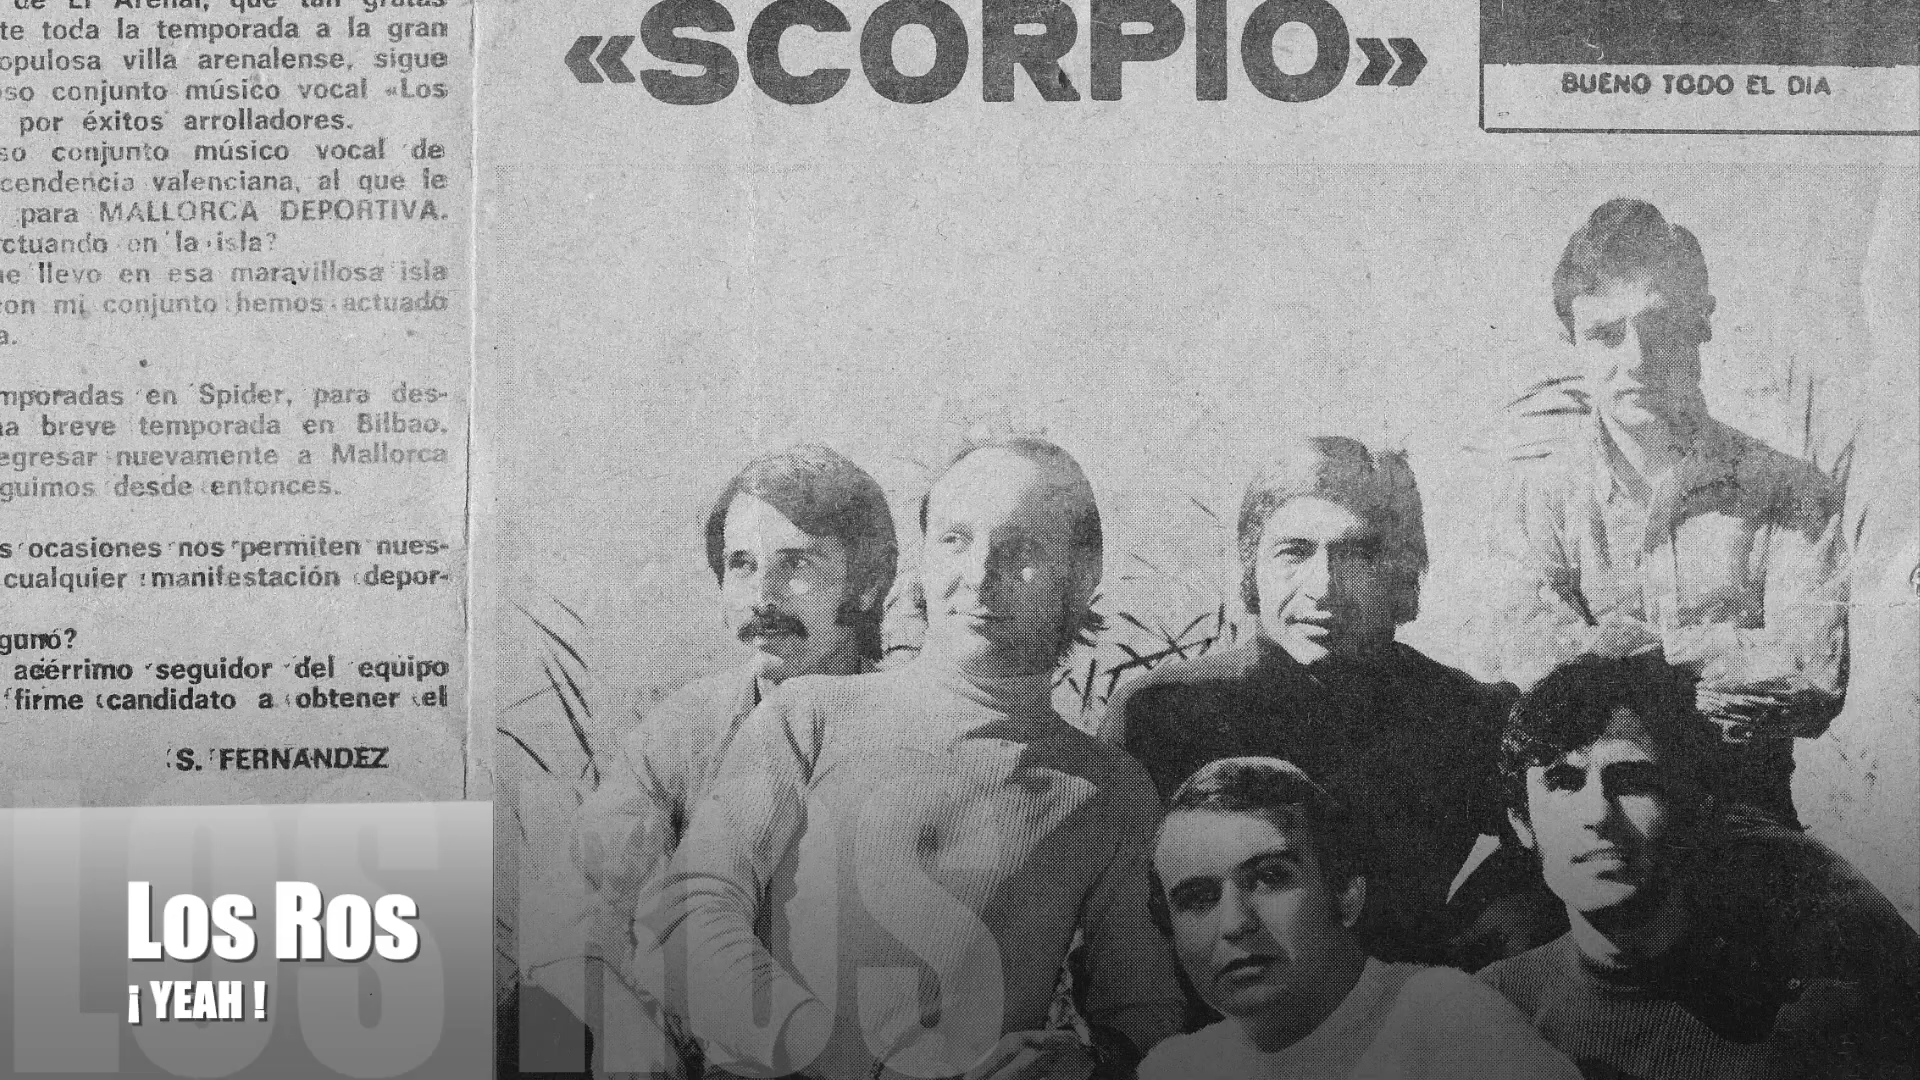 de El Arenal, que tan gratas
te toda la temporada a la gran
opulosa villa arenalense, sigue
so conjunto músico vocal «Los
por éxitos arrolladores.
so conjunto músico vocal de
cendencia valenciana, al que le
para MALLORCA DEPORTIVA.
ctuando en la isla?
e llevo en esa maravillosa isla
con mi conjunto hemos actuado
a.
mporadas en Spider, para des-
a breve temporada en Bilbao.
egresar nuevamente a Mallorca
guimos desde entonces.
s ocasiones nos permiten nues-
cualquier manifestación depor-
guno?
acérrimo seguidor del equipo
firme candidato a obtener el
S. FERNANDEZ
«SCORPIO»
BUENO TODO EL DIA
LOS ROS
Los Ros
¡ YEAH !